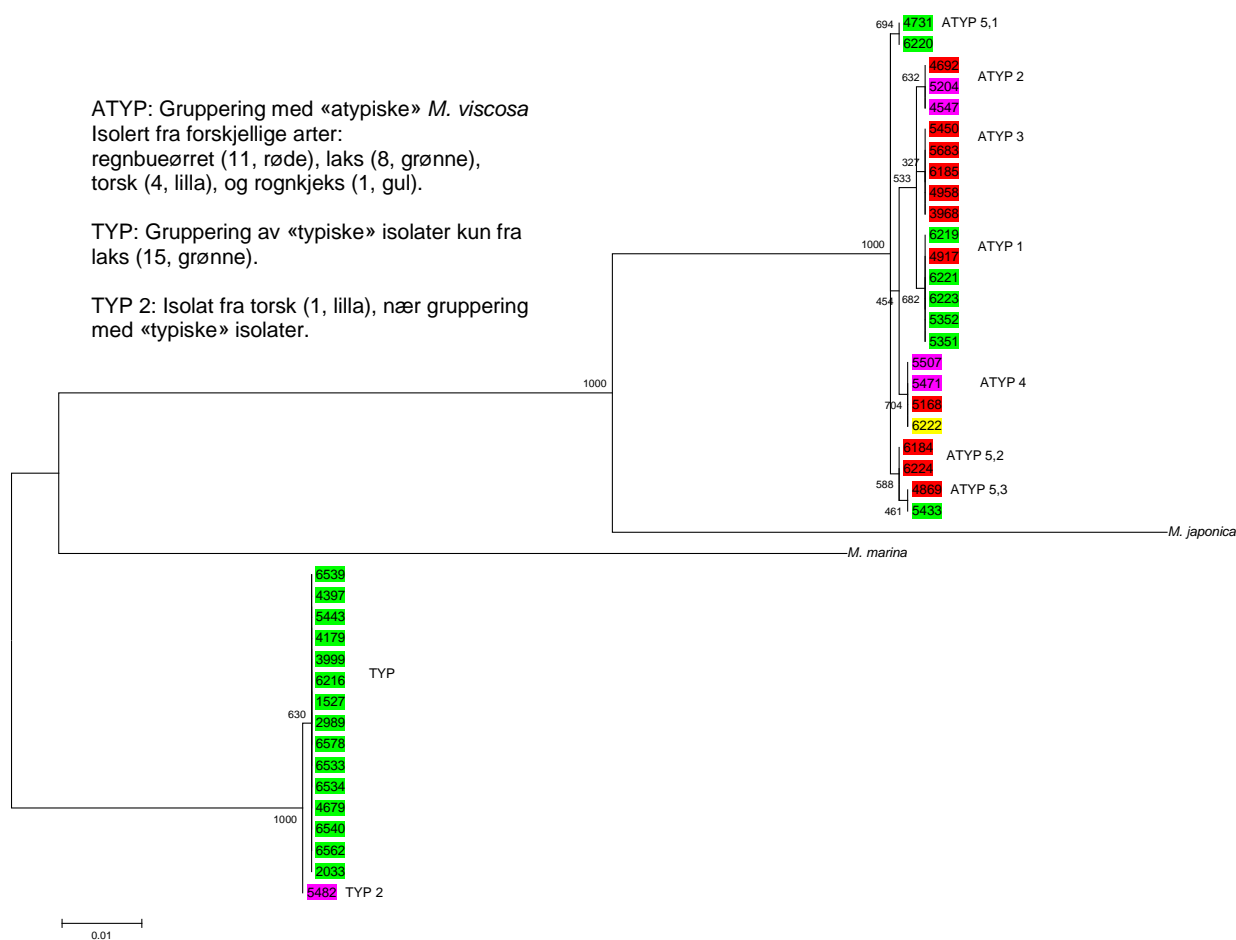 694
4731 ATYP 5,1
6220
4692
632
ATYP 2
5204
4547
ATYP: Gruppering med «atypiske» M. viscosa
Isolert fra forskjellige arter:
regnbueørret (11, røde), laks (8, grønne),
torsk (4, lilla), og rognkjeks (1, gul).
TYP: Gruppering av «typiske» isolater kun fra
laks (15, grønne).
TYP 2: Isolat fra torsk (1, lilla), nær gruppering
med «typiske» isolater.
5450
ATYP 3
5683
327
6185
533
4958
3968
6219
1000
ATYP 1
4917
6221
454
682
6223
5352
5351
5507
1000
5471
ATYP 4
5168
704
6222
6184
ATYP 5,2
6224
588
4869 ATYP 5,3
461
5433
M. japonica
M. marina
6539
4397
5443
4179
3999
TYP
6216
1527
630
2989
6578
6533
6534
4679
1000
6540
6562
2033
5482 TYP 2
0.01